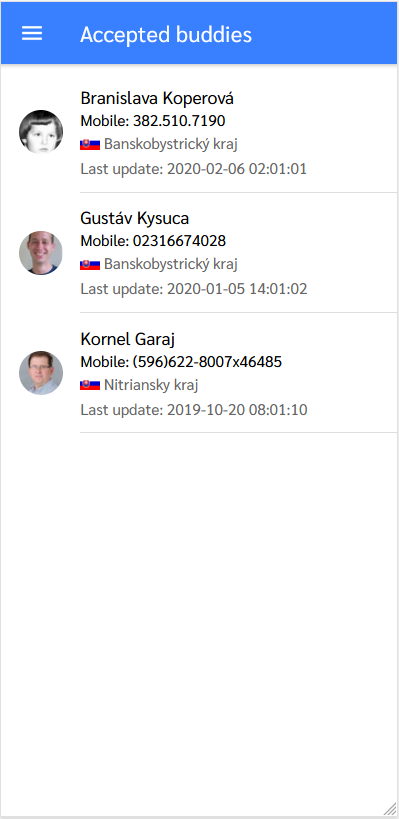 Accepted buddies
Branislava Koperová
Mobile: 382.510.7190
Banskobystrický kraj
Last update: 2020-02-06 02:01:01
Gustáv Kysuca
Mobile: 02316674028
Banskobystrický kraj
Last update: 2020-01-05 14:01:02
Kornel Garaj
Mobile: (596)622-8007x46485
Nitriansky kraj
Last update: 2019-10-20 08:01:10